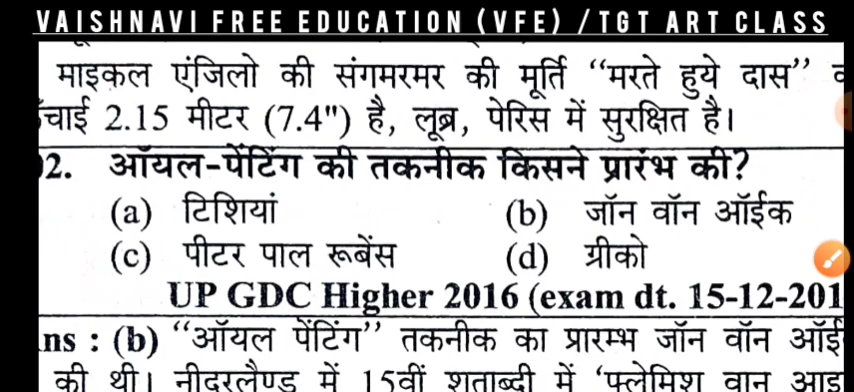 VAISHNAVI FREE EDUCATION (VFE) / TGT ART CLASS
माइकल एंजिलो की संगमरमर की मूर्ति “मरते हुये दास”
चाई 2.15 मीटर (7.4") है, लूब्र, पेरिस में सुरक्षित है।
2. ऑयल-पेंटिंग की तकनीक किसने प्रारंभ की?
(a) टिशियां (b) जॉन वॉन ऑईक
(c) पीटर पाल रूबेंस (d) ग्रीको
UP GDC Higher 2016 (exam dt. 15-12-201
ns : (b) “ऑयल पेंटिंग” तकनीक का प्रारम्भ जॉन वॉन ऑई
की थी। नीदरलैण्ड में 15वीं शताब्दी में ‘फ्लेमिश वान आइ